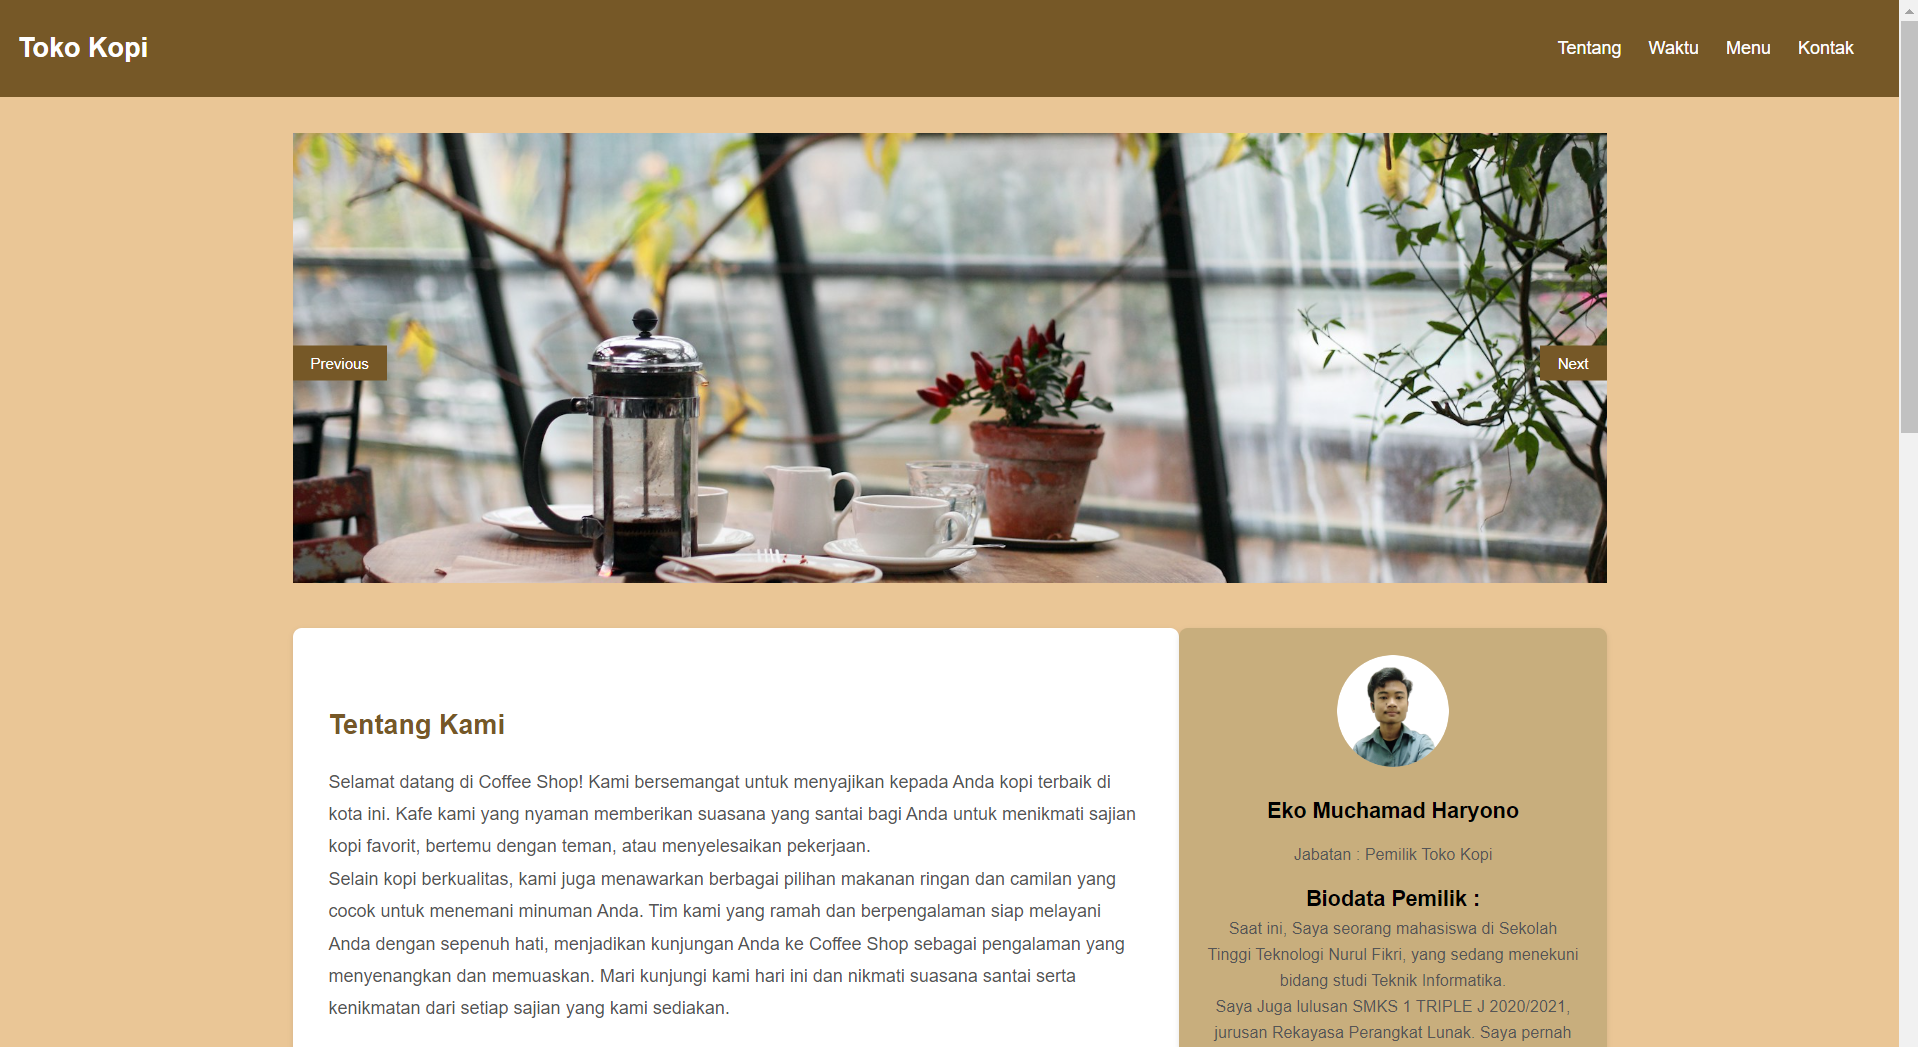 Toko Kopi
Tentang Waktu Menu Kontak
Previous
Next
Tentang Kami
Selamat datang di Coffee Shop! Kami bersemangat untuk menyajikan kepada Anda kopi terbaik di
kota ini. Kafe kami yang nyaman memberikan suasana yang santai bagi Anda untuk menikmati sajian
kopi favorit, bertemu dengan teman, atau menyelesaikan pekerjaan.
Selain kopi berkualitas, kami juga menawarkan berbagai pilihan makanan ringan dan camilan yang
cocok untuk menemani minuman Anda. Tim kami yang ramah dan berpengalaman siap melayani
Anda dengan sepenuh hati, menjadikan kunjungan Anda ke Coffee Shop sebagai pengalaman yang
menyenangkan dan memuaskan. Mari kunjungi kami hari ini dan nikmati suasana santai serta
kenikmatan dari setiap sajian yang kami sediakan.
Eko Muchamad Haryono
Jabatan : Pemilik Toko Kopi
Biodata Pemilik :
Saat ini, Saya seorang mahasiswa di Sekolah
Tinggi Teknologi Nurul Fikri, yang sedang menekuni
bidang studi Teknik Informatika.
Saya Juga lulusan SMKS 1 TRIPLE J 2020/2021,
jurusan Rekayasa Perangkat Lunak. Saya pernah